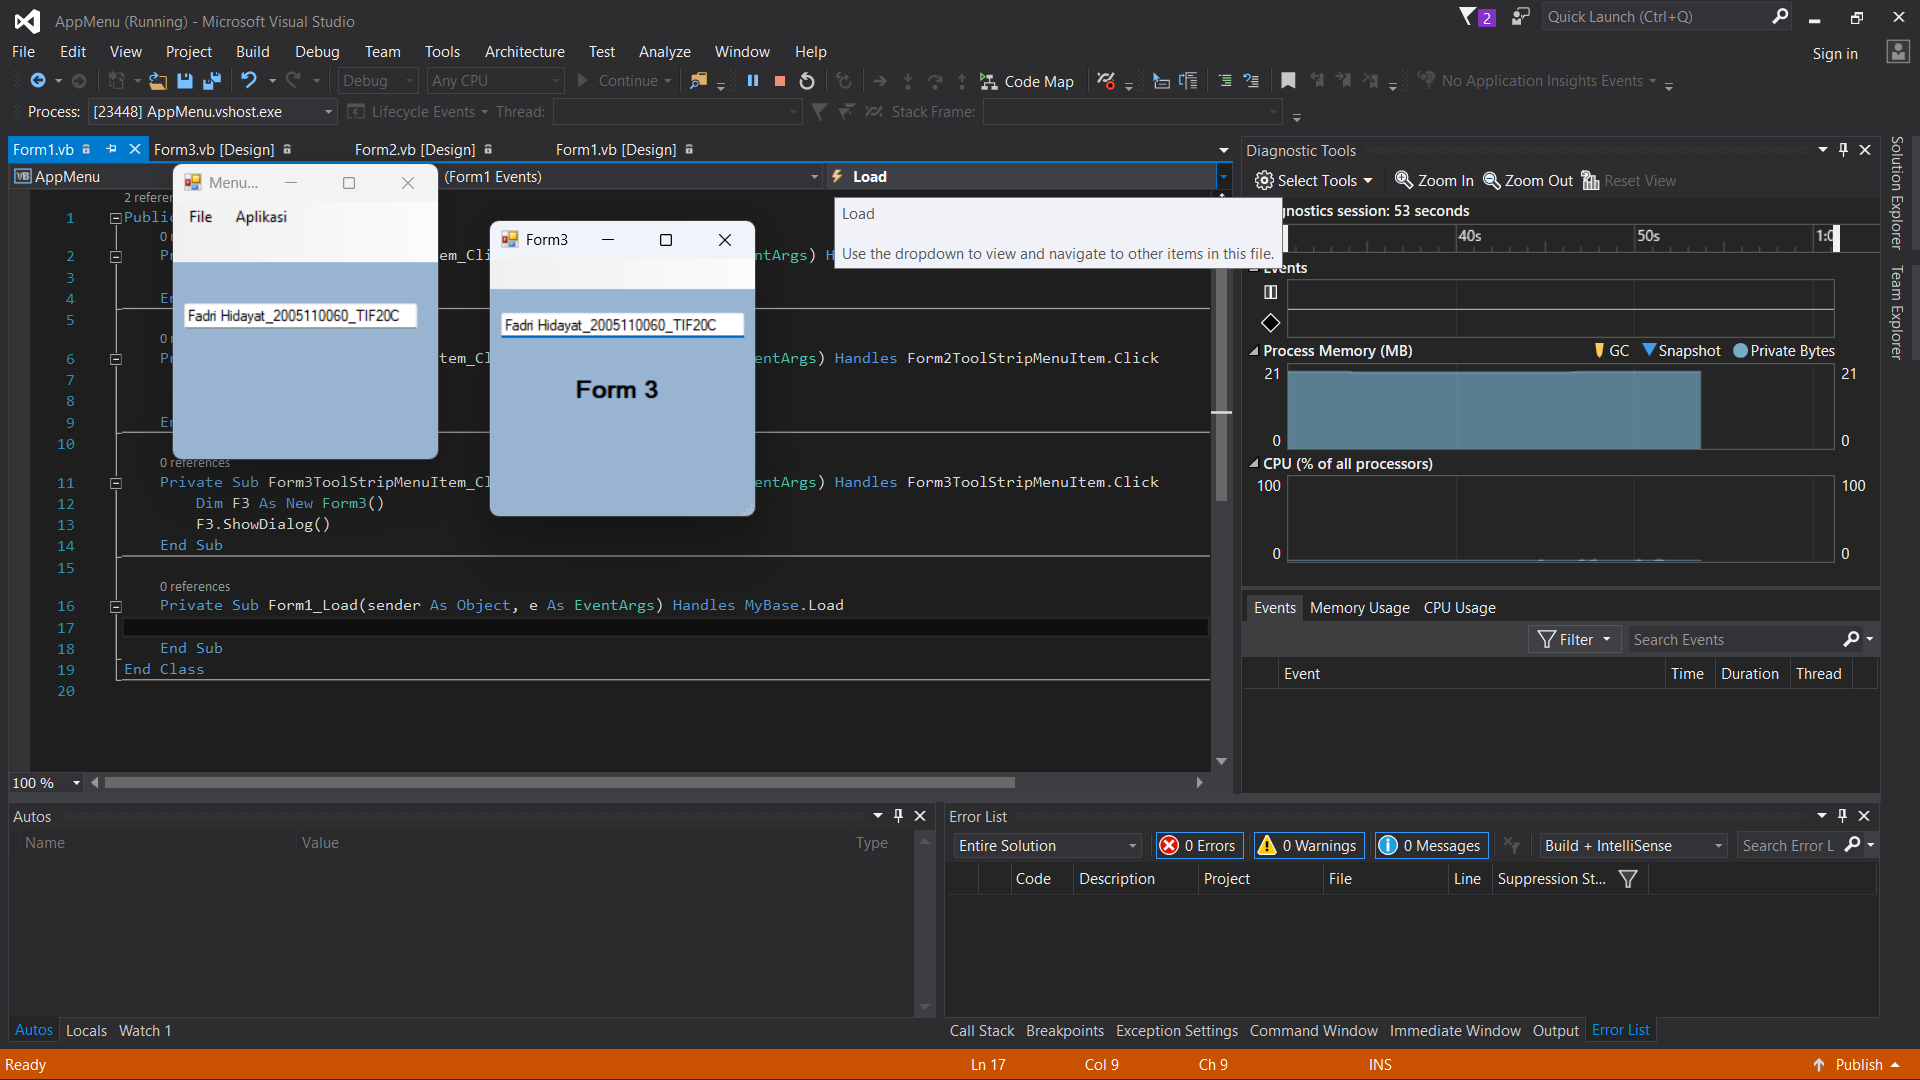 AppMenu (Running) - Microsoft Visual Studio
2
Quick Launch (Ctrl+Q)
File Edit View Project Build Debug Team Tools Architecture Test Analyze Window Help
Sign in
Debug Any CPU Continue Code Map No Application Insights Events
Process: [23448] AppMenu.vshost.exe Lifecycle Events Thread: Stack Frame:
Form1.vb Form3.vb [Design] Form2.vb [Design] Form1.vb [Design]
VB AppMenu (Form1 Events) Load
Menu...
File Aplikasi
Fadri Hidayat_2005110060_TIF20C
Form3
Fadri Hidayat_2005110060_TIF20C
Form 3
Load
Use the dropdown to view and navigate to other items in this file.
2 refere
1 Public
0
2 P tem_Cli entArgs) H
3
4 E
5
0
6 P tem_Cl entArgs) Handles Form2ToolStripMenuItem.Click
7
8
9 E
10
0 references
11 Private Sub Form3ToolStripMenuItem_C entArgs) Handles Form3ToolStripMenuItem.Click
12 Dim F3 As New Form3()
13 F3.ShowDialog()
14 End Sub
15
0 references
16 Private Sub Form1_Load(sender As Object, e As EventArgs) Handles MyBase.Load
17
18 End Sub
19 End Class
20
100 %
Diagnostic Tools
Select Tools Zoom In Zoom Out Reset View
gnostics session: 53 seconds
40s 50s 1:0
Events
Process Memory (MB) GC Snapshot Private Bytes
21 21
0 0
CPU (% of all processors)
100 100
0 0
Events Memory Usage CPU Usage
Filter Search Events
Event Time Duration Thread
Solution Explorer
Team Explorer
Autos
Name Value Type
Autos Locals Watch 1
Error List
Entire Solution 0 Errors 0 Warnings 0 Messages Build + IntelliSense Search Error L
Code Description Project File Line Suppression St...
Call Stack Breakpoints Exception Settings Command Window Immediate Window Output Error List
Ready Ln 17 Col 9 Ch 9 INS Publish